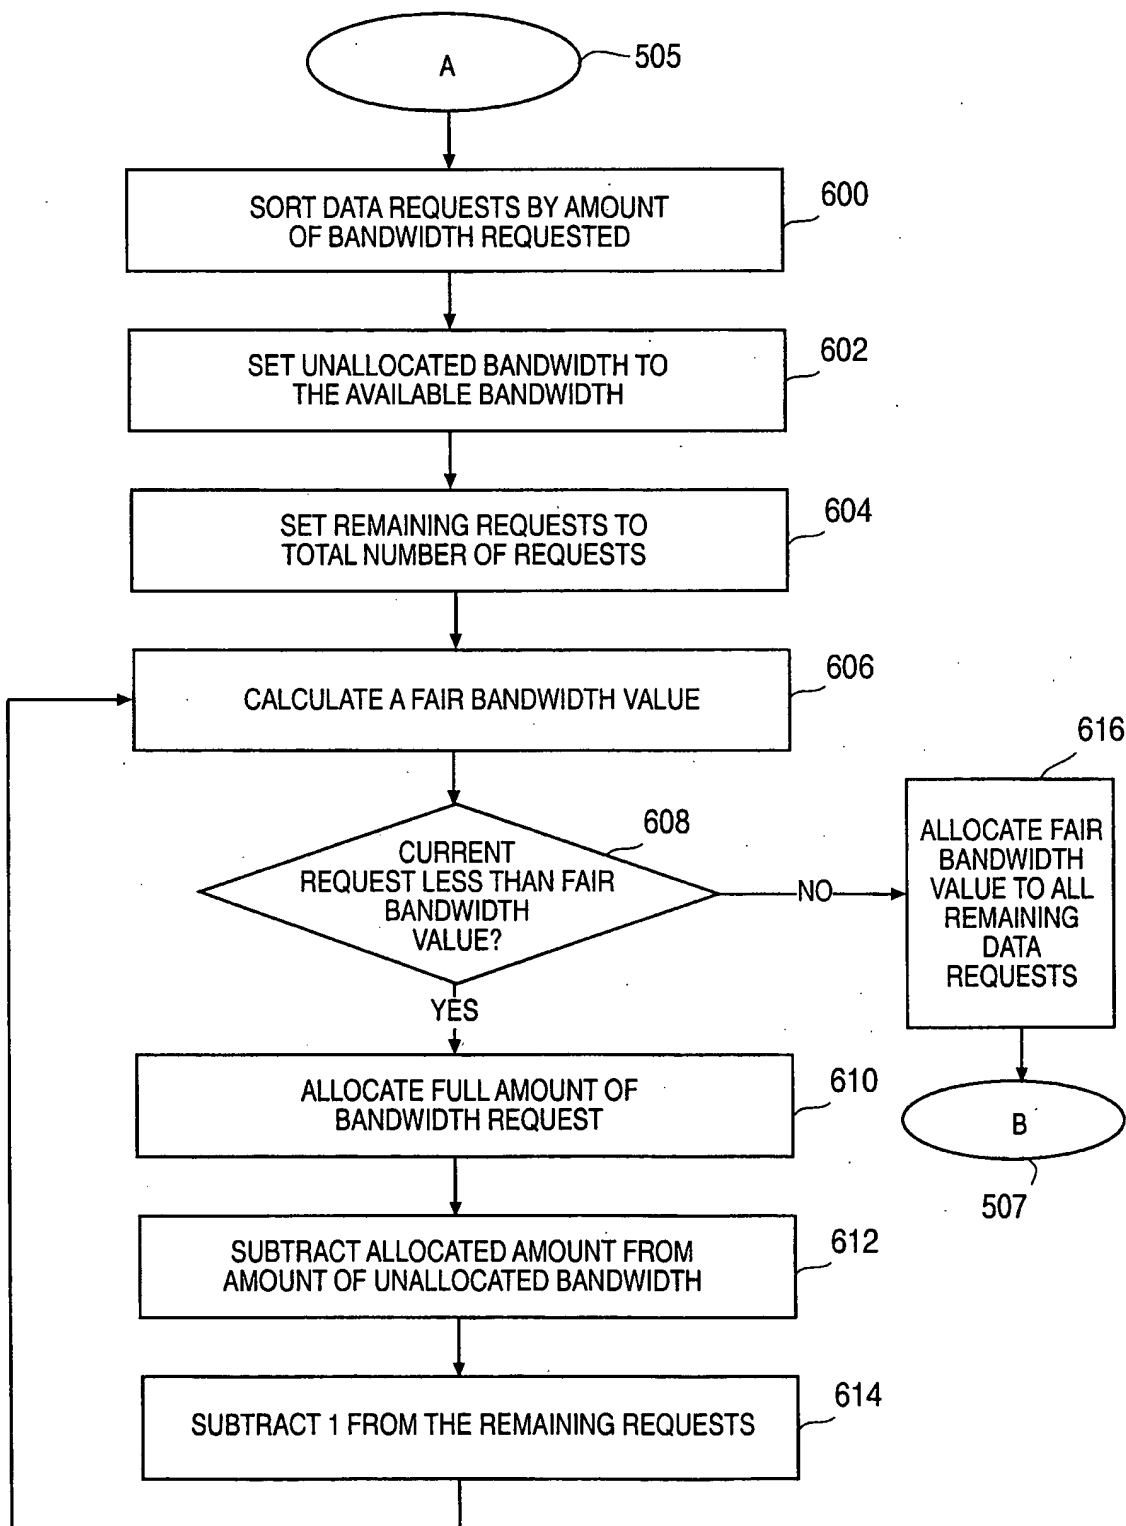 A
505
600
SORT DATA REQUESTS BY AMOUNT
OF BANDWIDTH REQUESTED
602
SET UNALLOCATED BANDWIDTH TO
THE AVAILABLE BANDWIDTH
604
SET REMAINING REQUESTS TO
TOTAL NUMBER OF REQUESTS
606
CALCULATE A FAIR BANDWIDTH VALUE
608
CURRENT
REQUEST LESS THAN FAIR
BANDWIDTH
VALUE?
NO
616
ALLOCATE FAIR
BANDWIDTH
VALUE TO ALL
REMAINING
DATA
REQUESTS
YES
610
ALLOCATE FULL AMOUNT OF
BANDWIDTH REQUEST
B
507
612
SUBTRACT ALLOCATED AMOUNT FROM
AMOUNT OF UNALLOCATED BANDWIDTH
614
SUBTRACT 1 FROM THE REMAINING REQUESTS